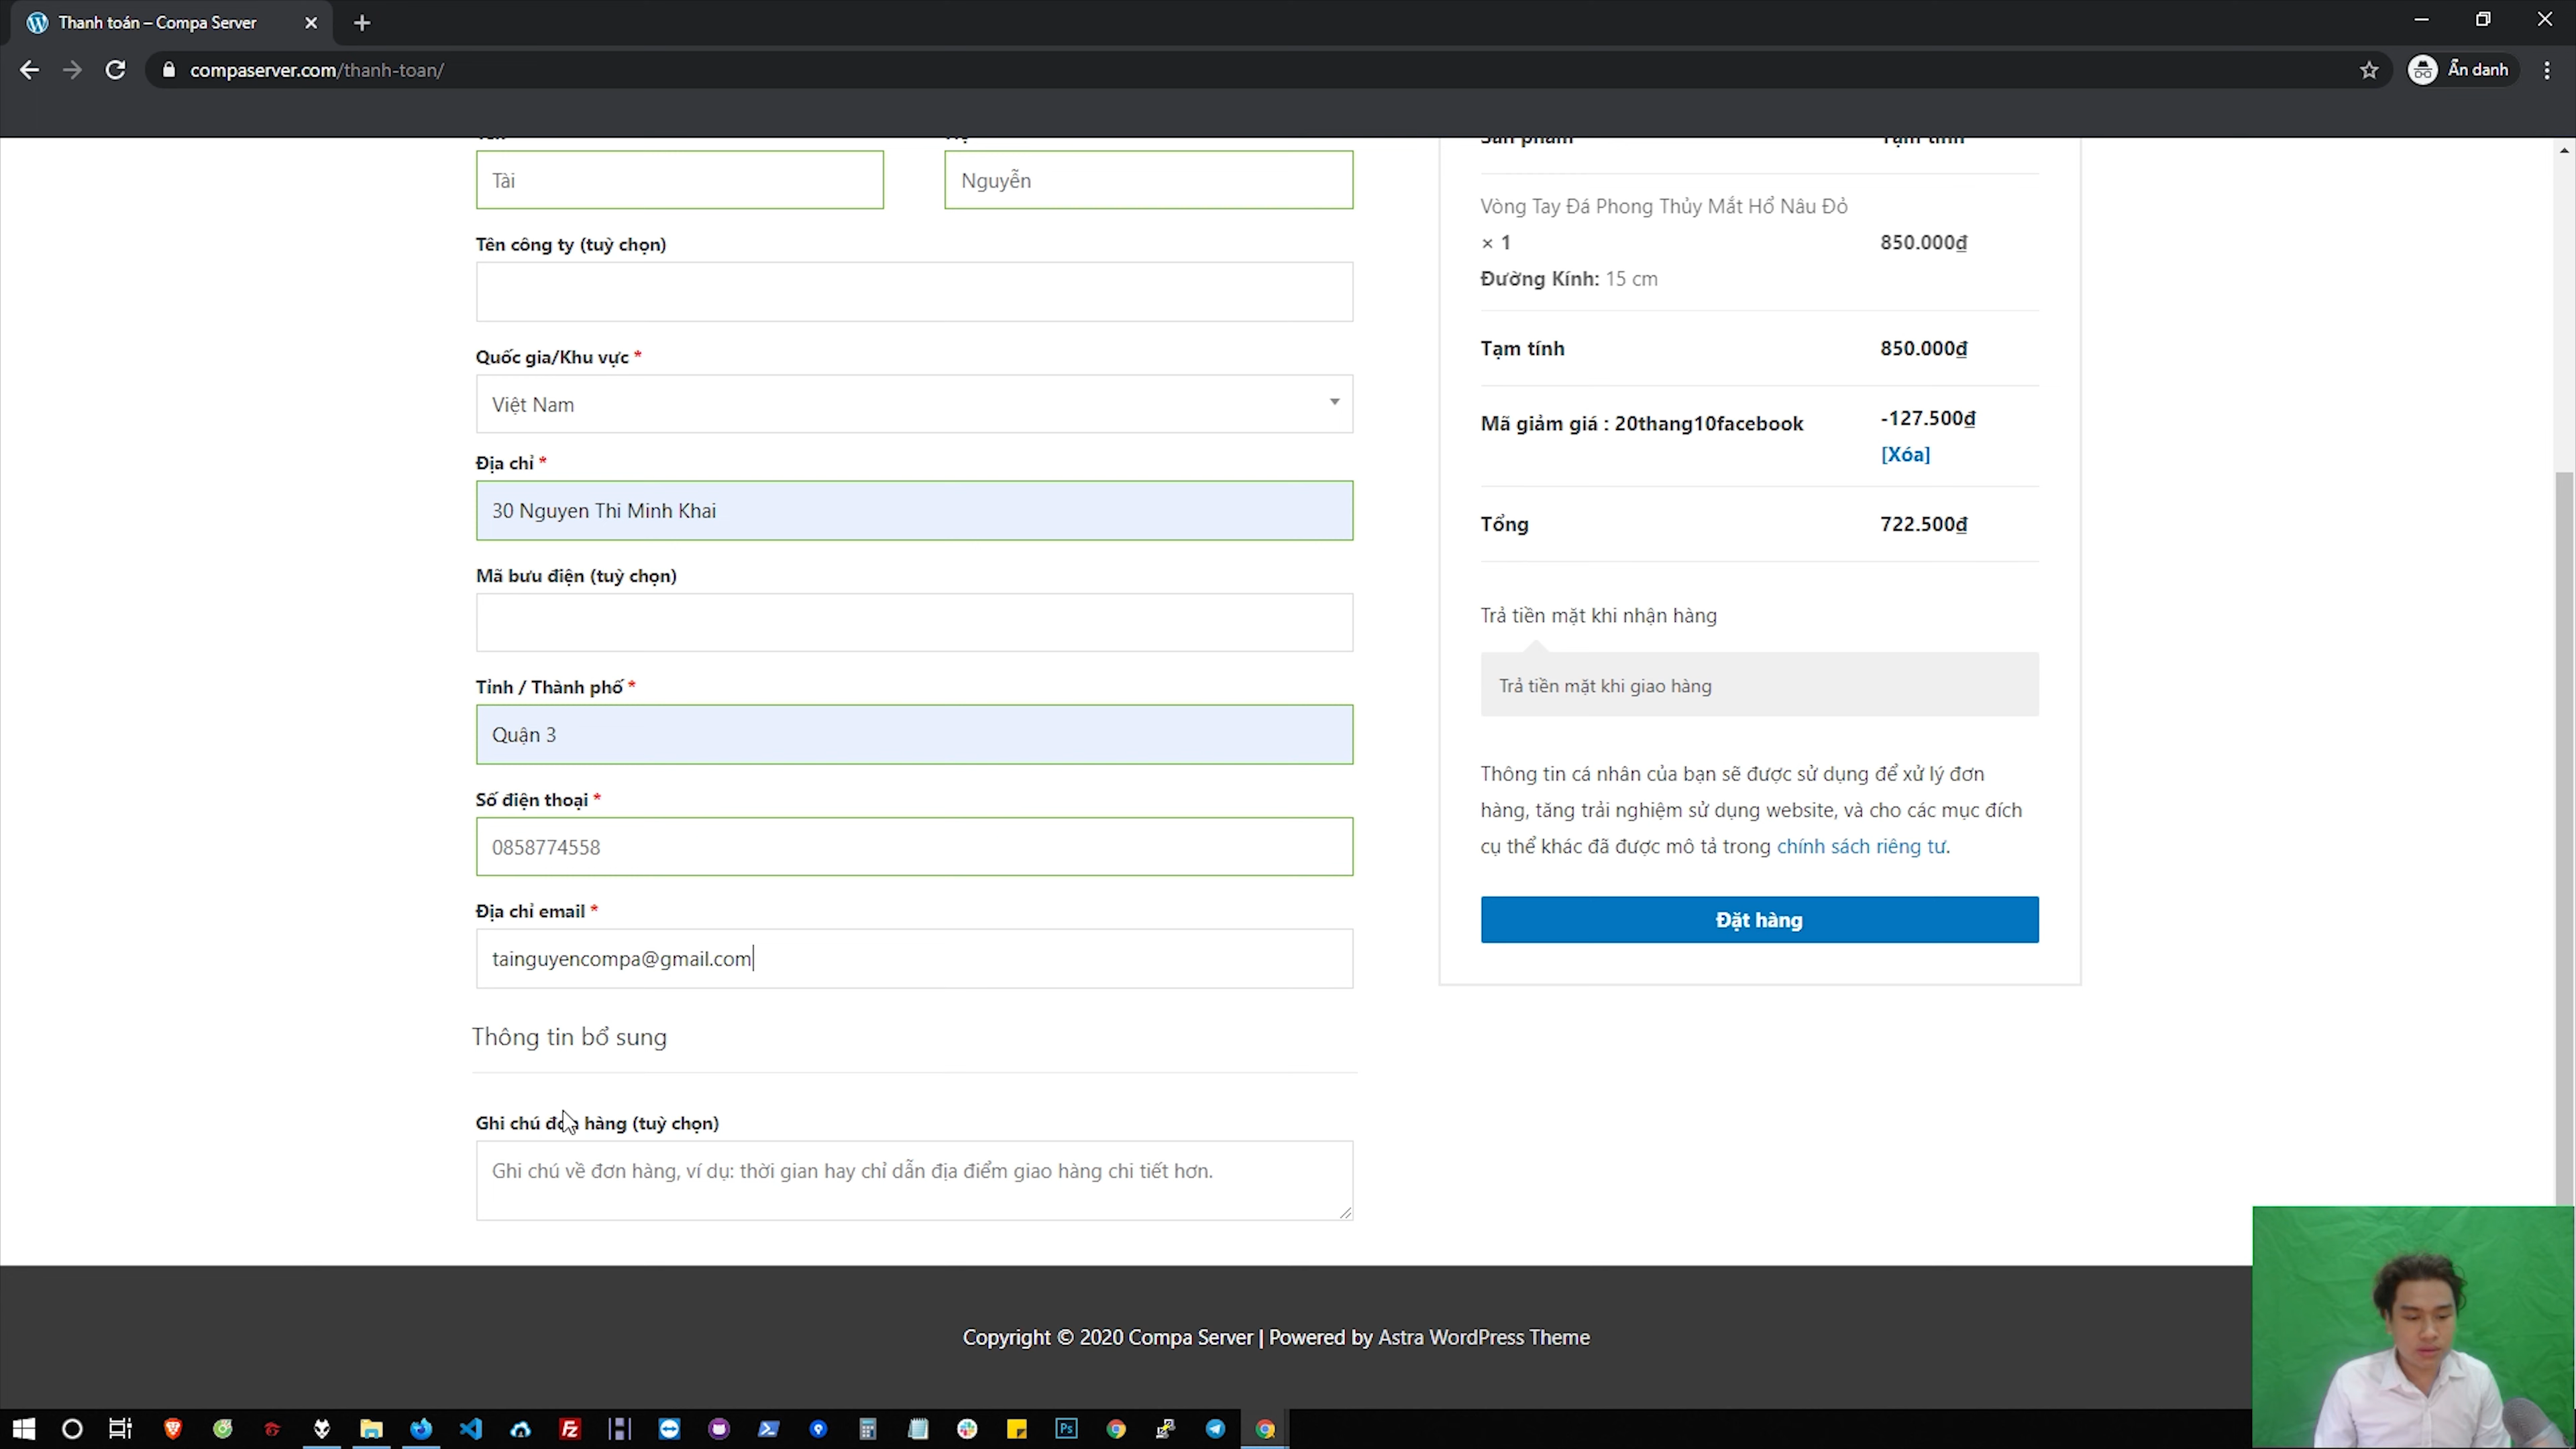 Thanh toán – Compa Server
compaserver.com/thanh-toan/
Ẩn danh
Tài
Nguyễn
Tên công ty (tuỳ chọn)
Quốc gia/Khu vực *
Việt Nam
Địa chỉ *
30 Nguyen Thi Minh Khai
Mã bưu điện (tuỳ chọn)
Tỉnh / Thành phố *
Quận 3
Số điện thoại *
0858774558
Địa chỉ email *
tainguyencompa@gmail.com
Thông tin bổ sung
Ghi chú đơn hàng (tuỳ chọn)
Ghi chú về đơn hàng, ví dụ: thời gian hay chỉ dẫn địa điểm giao hàng chi tiết hơn.
Sản phẩm Tạm tính
Vòng Tay Đá Phong Thủy Mắt Hổ Nâu Đỏ
× 1 850.000₫
Đường Kính: 15 cm
Tạm tính 850.000₫
Mã giảm giá : 20thang10facebook -127.500₫
[Xóa]
Tổng 722.500₫
Trả tiền mặt khi nhận hàng
Trả tiền mặt khi giao hàng
Thông tin cá nhân của bạn sẽ được sử dụng để xử lý đơn
hàng, tăng trải nghiệm sử dụng website, và cho các mục đích
cụ thể khác đã được mô tả trong chính sách riêng tư.
Đặt hàng
Copyright © 2020 Compa Server | Powered by Astra WordPress Theme
Ps